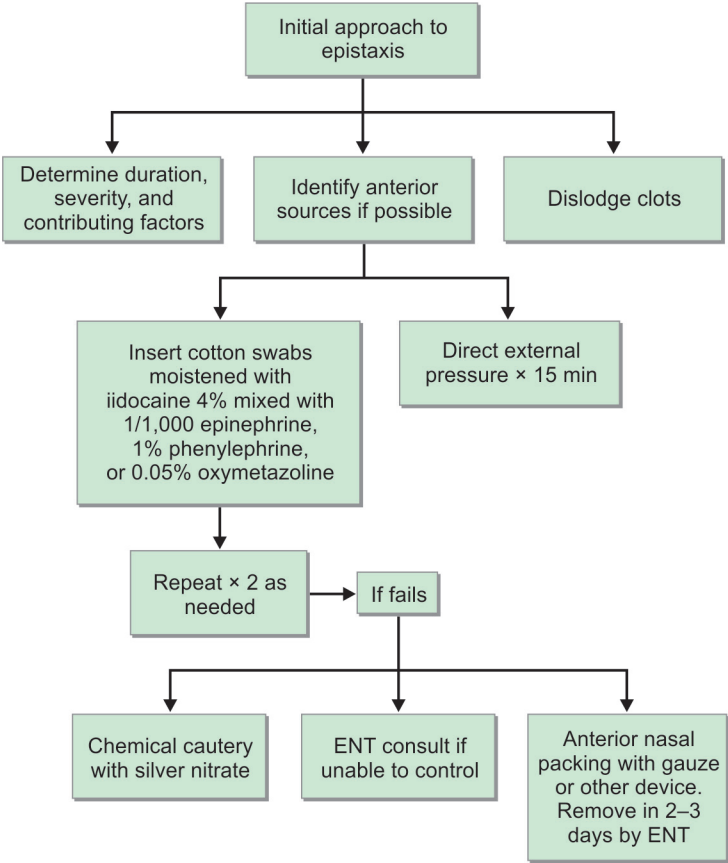 Initial approach to
epistaxis
Determine duration,
severity, and
contributing factors
Identify anterior
sources if possible
Dislodge clots
Insert cotton swabs
moistened with
iidocaine 4% mixed with
1/1,000 epinephrine,
1% phenylephrine,
or 0.05% oxymetazoline
Direct external
pressure × 15 min
Repeat × 2 as
needed
If fails
Chemical cautery
with silver nitrate
ENT consult if
unable to control
Anterior nasal
packing with gauze
or other device.
Remove in 2–3
days by ENT